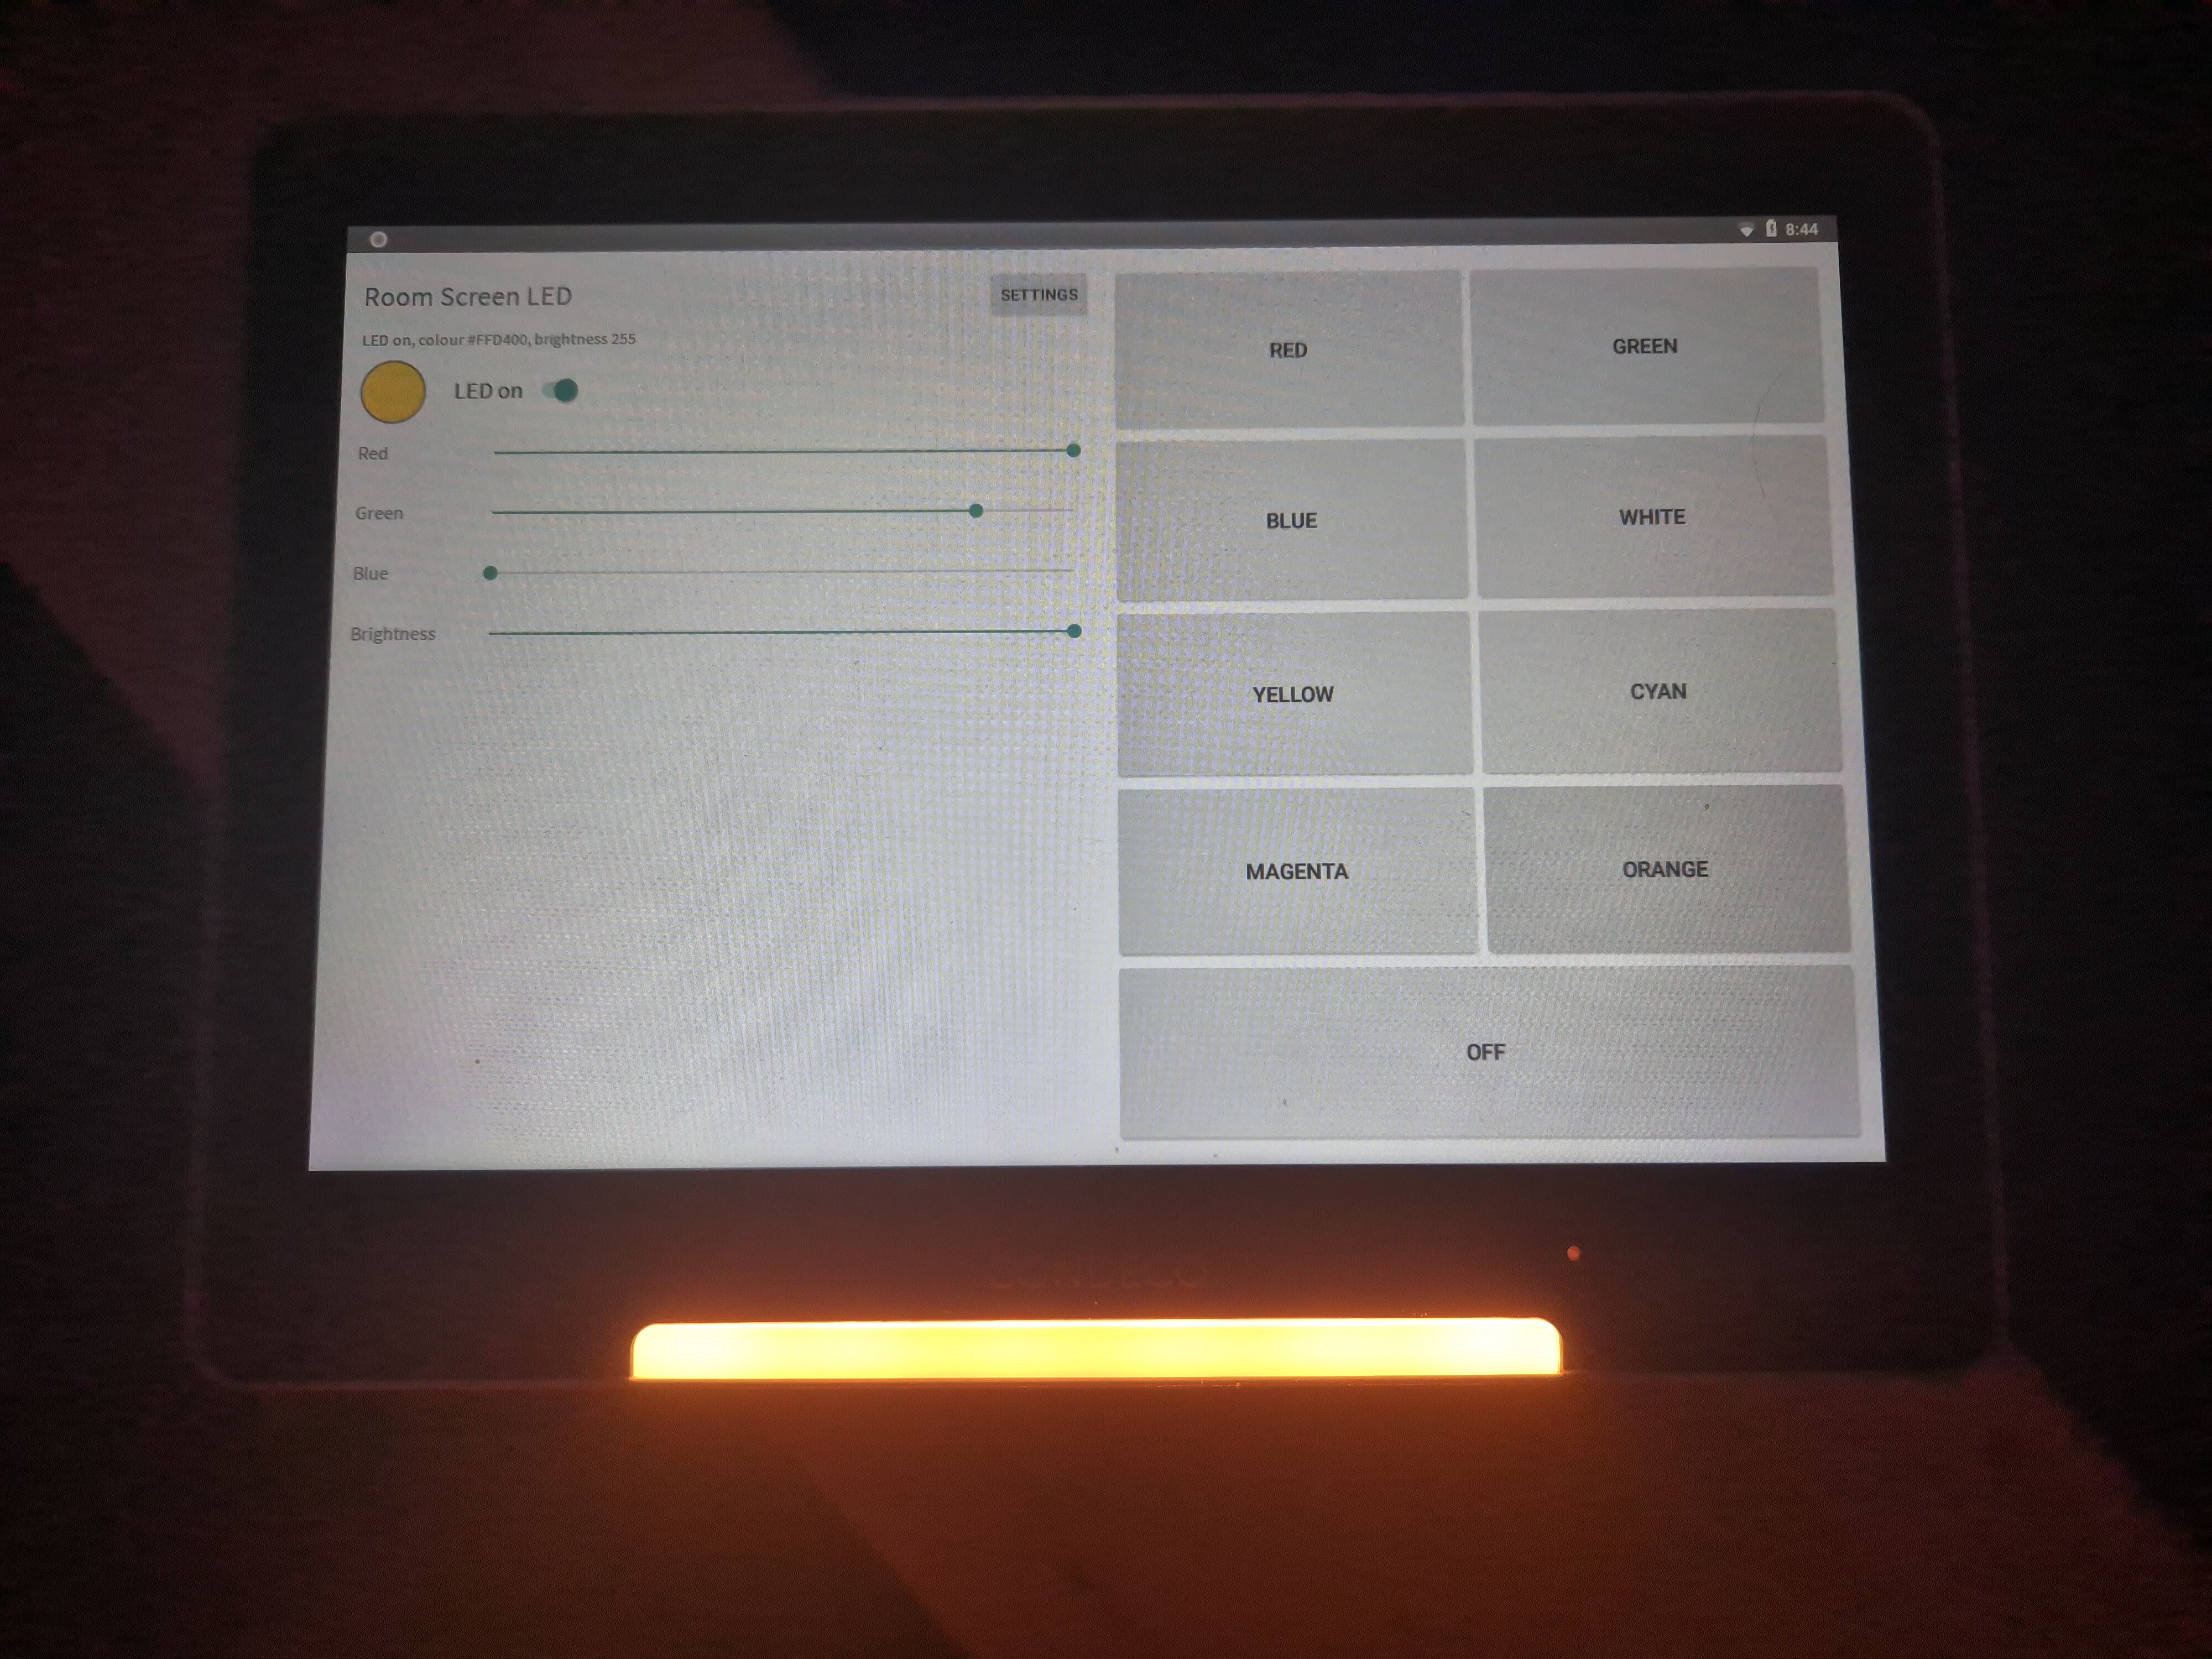 8:44
Room Screen LED
SETTINGS
LED on, colour #FFD400, brightness 255
LED on
Red
Green
Blue
Brightness
RED
GREEN
BLUE
WHITE
YELLOW
CYAN
MAGENTA
ORANGE
OFF